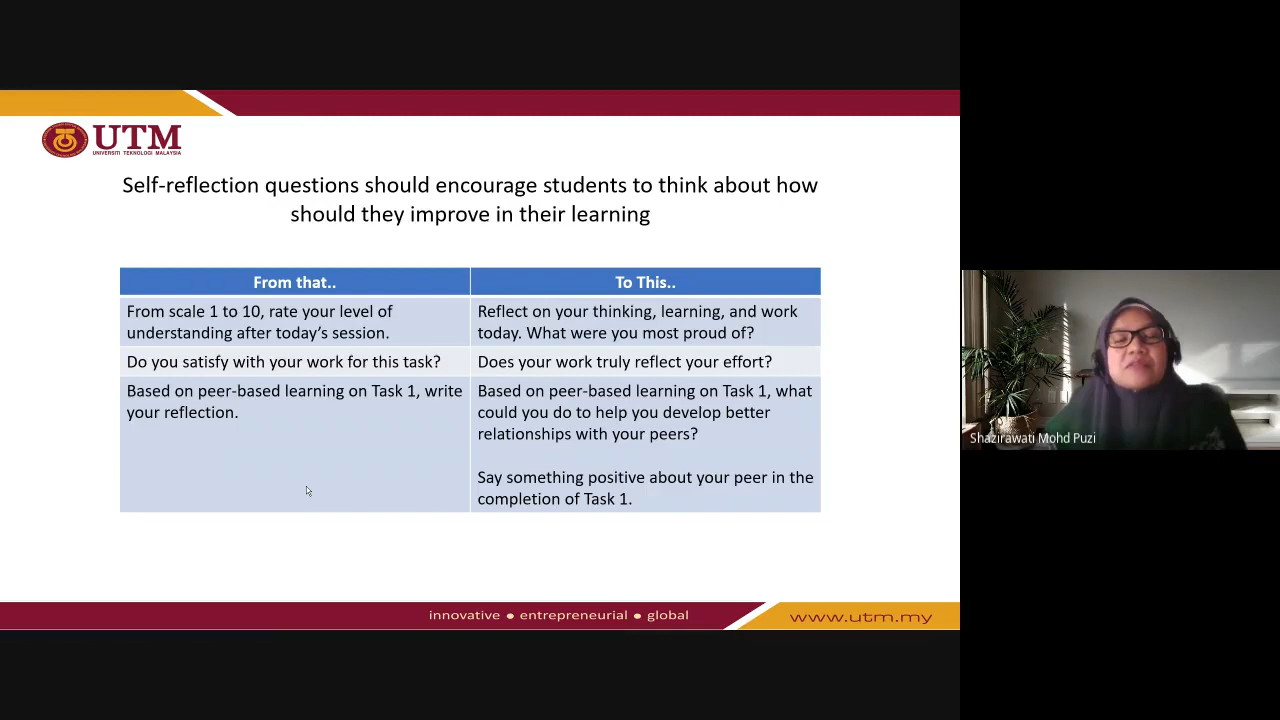 UTM
UNIVERSITI TEKNOLOGI MALAYSIA
Self-reflection questions should encourage students to think about how
should they improve in their learning
From that..
To This..
From scale 1 to 10, rate your level of
understanding after today’s session.
Reflect on your thinking, learning, and work
today. What were you most proud of?
Do you satisfy with your work for this task?
Does your work truly reflect your effort?
Based on peer-based learning on Task 1, write
your reflection.
Based on peer-based learning on Task 1, what
could you do to help you develop better
relationships with your peers?
Say something positive about your peer in the
completion of Task 1.
Shazirawati Mohd Puzi
innovative ● entrepreneurial ● global
www.utm.my